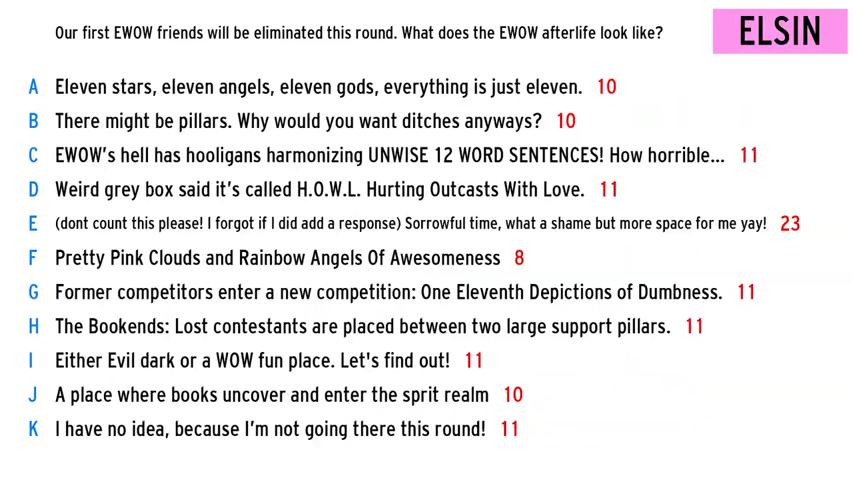 Our first EWOW friends will be eliminated this round. What does the EWOW afterlife look like?
ELSIN
A Eleven stars, eleven angels, eleven gods, everything is just eleven. 10
B There might be pillars. Why would you want ditches anyways? 10
C EWOW's hell has hooligans harmonizing UNWISE 12 WORD SENTENCES! How horrible... 11
D Weird grey box said it's called H.O.W.L. Hurting Outcasts With Love. 11
E (dont count this please! I forgot if I did add a response) Sorrowful time, what a shame but more space for me yay! 23
F Pretty Pink Clouds and Rainbow Angels Of Awesomeness 8
G Former competitors enter a new competition: One Eleventh Depictions of Dumbness. 11
H The Bookends: Lost contestants are placed between two large support pillars. 11
I Either Evil dark or a WOW fun place. Let's find out! 11
J A place where books uncover and enter the sprit realm 10
K I have no idea, because I'm not going there this round! 11